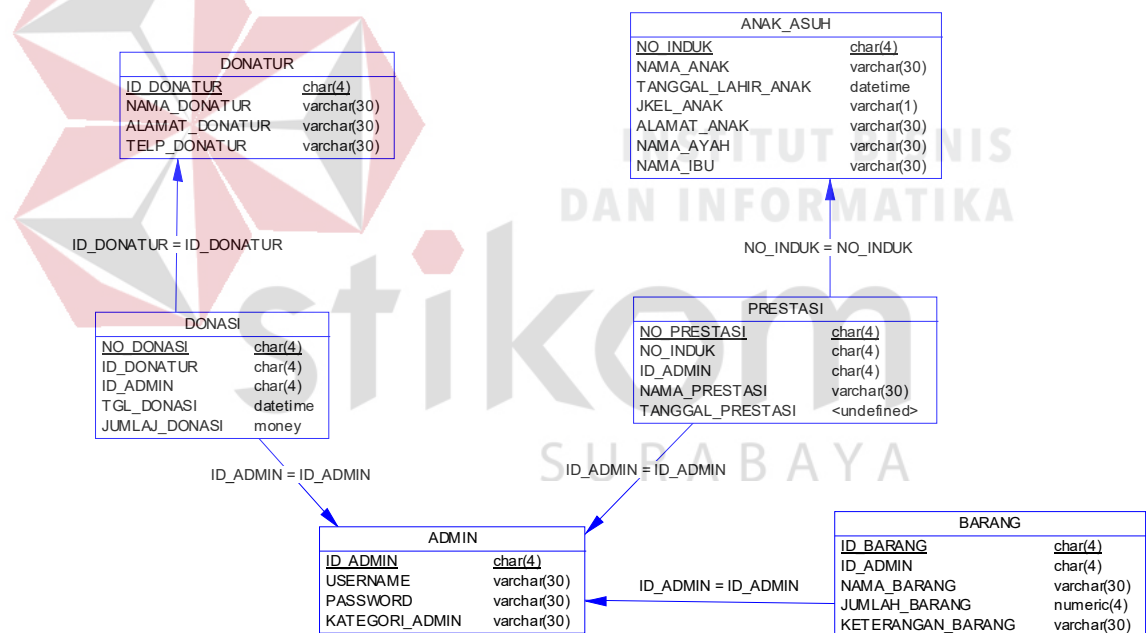 DONATUR
ID_DONATUR char(4)
NAMA_DONATUR varchar(30)
ALAMAT_DONATUR varchar(30)
TELP_DONATUR varchar(30)
ANAK_ASUH
NO_INDUK char(4)
NAMA_ANAK varchar(30)
TANGGAL_LAHIR_ANAK datetime
JKEL_ANAK varchar(1)
ALAMAT_ANAK varchar(30)
NAMA_AYAH varchar(30)
NAMA_IBU varchar(30)
INSTITUT BISNIS
DAN INFORMATIKA
stikom
SURABAYA
ID_DONATUR = ID_DONATUR
NO_INDUK = NO_INDUK
DONASI
NO_DONASI char(4)
ID_DONATUR char(4)
ID_ADMIN char(4)
TGL_DONASI datetime
JUMLAJ_DONASI money
PRESTASI
NO_PRESTASI char(4)
NO_INDUK char(4)
ID_ADMIN char(4)
NAMA_PRESTASI varchar(30)
TANGGAL_PRESTASI <undefined>
ID_ADMIN = ID_ADMIN
ID_ADMIN = ID_ADMIN
ADMIN
ID_ADMIN char(4)
USERNAME varchar(30)
PASSWORD varchar(30)
KATEGORI_ADMIN varchar(30)
ID_ADMIN = ID_ADMIN
BARANG
ID_BARANG char(4)
ID_ADMIN char(4)
NAMA_BARANG varchar(30)
JUMLAH_BARANG numeric(4)
KETERANGAN_BARANG varchar(30)